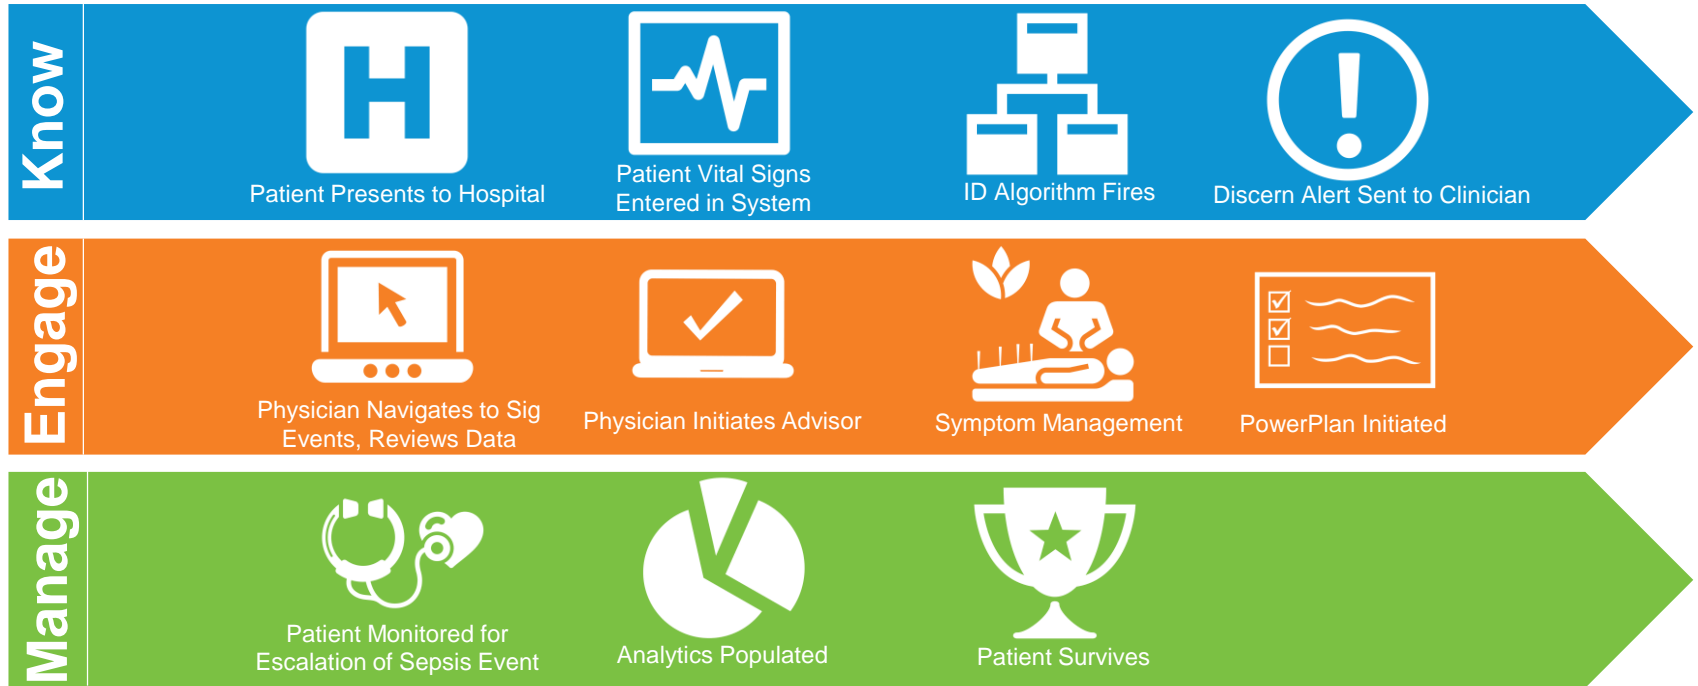 Know
H
Patient Presents to Hospital
Patient Vital Signs
Entered in System
ID Algorithm Fires
!
Discern Alert Sent to Clinician
Engage
Physician Navigates to Sig
Events, Reviews Data
Physician Initiates Advisor
Symptom Management
PowerPlan Initiated
Manage
Patient Monitored for
Escalation of Sepsis Event
Analytics Populated
Patient Survives